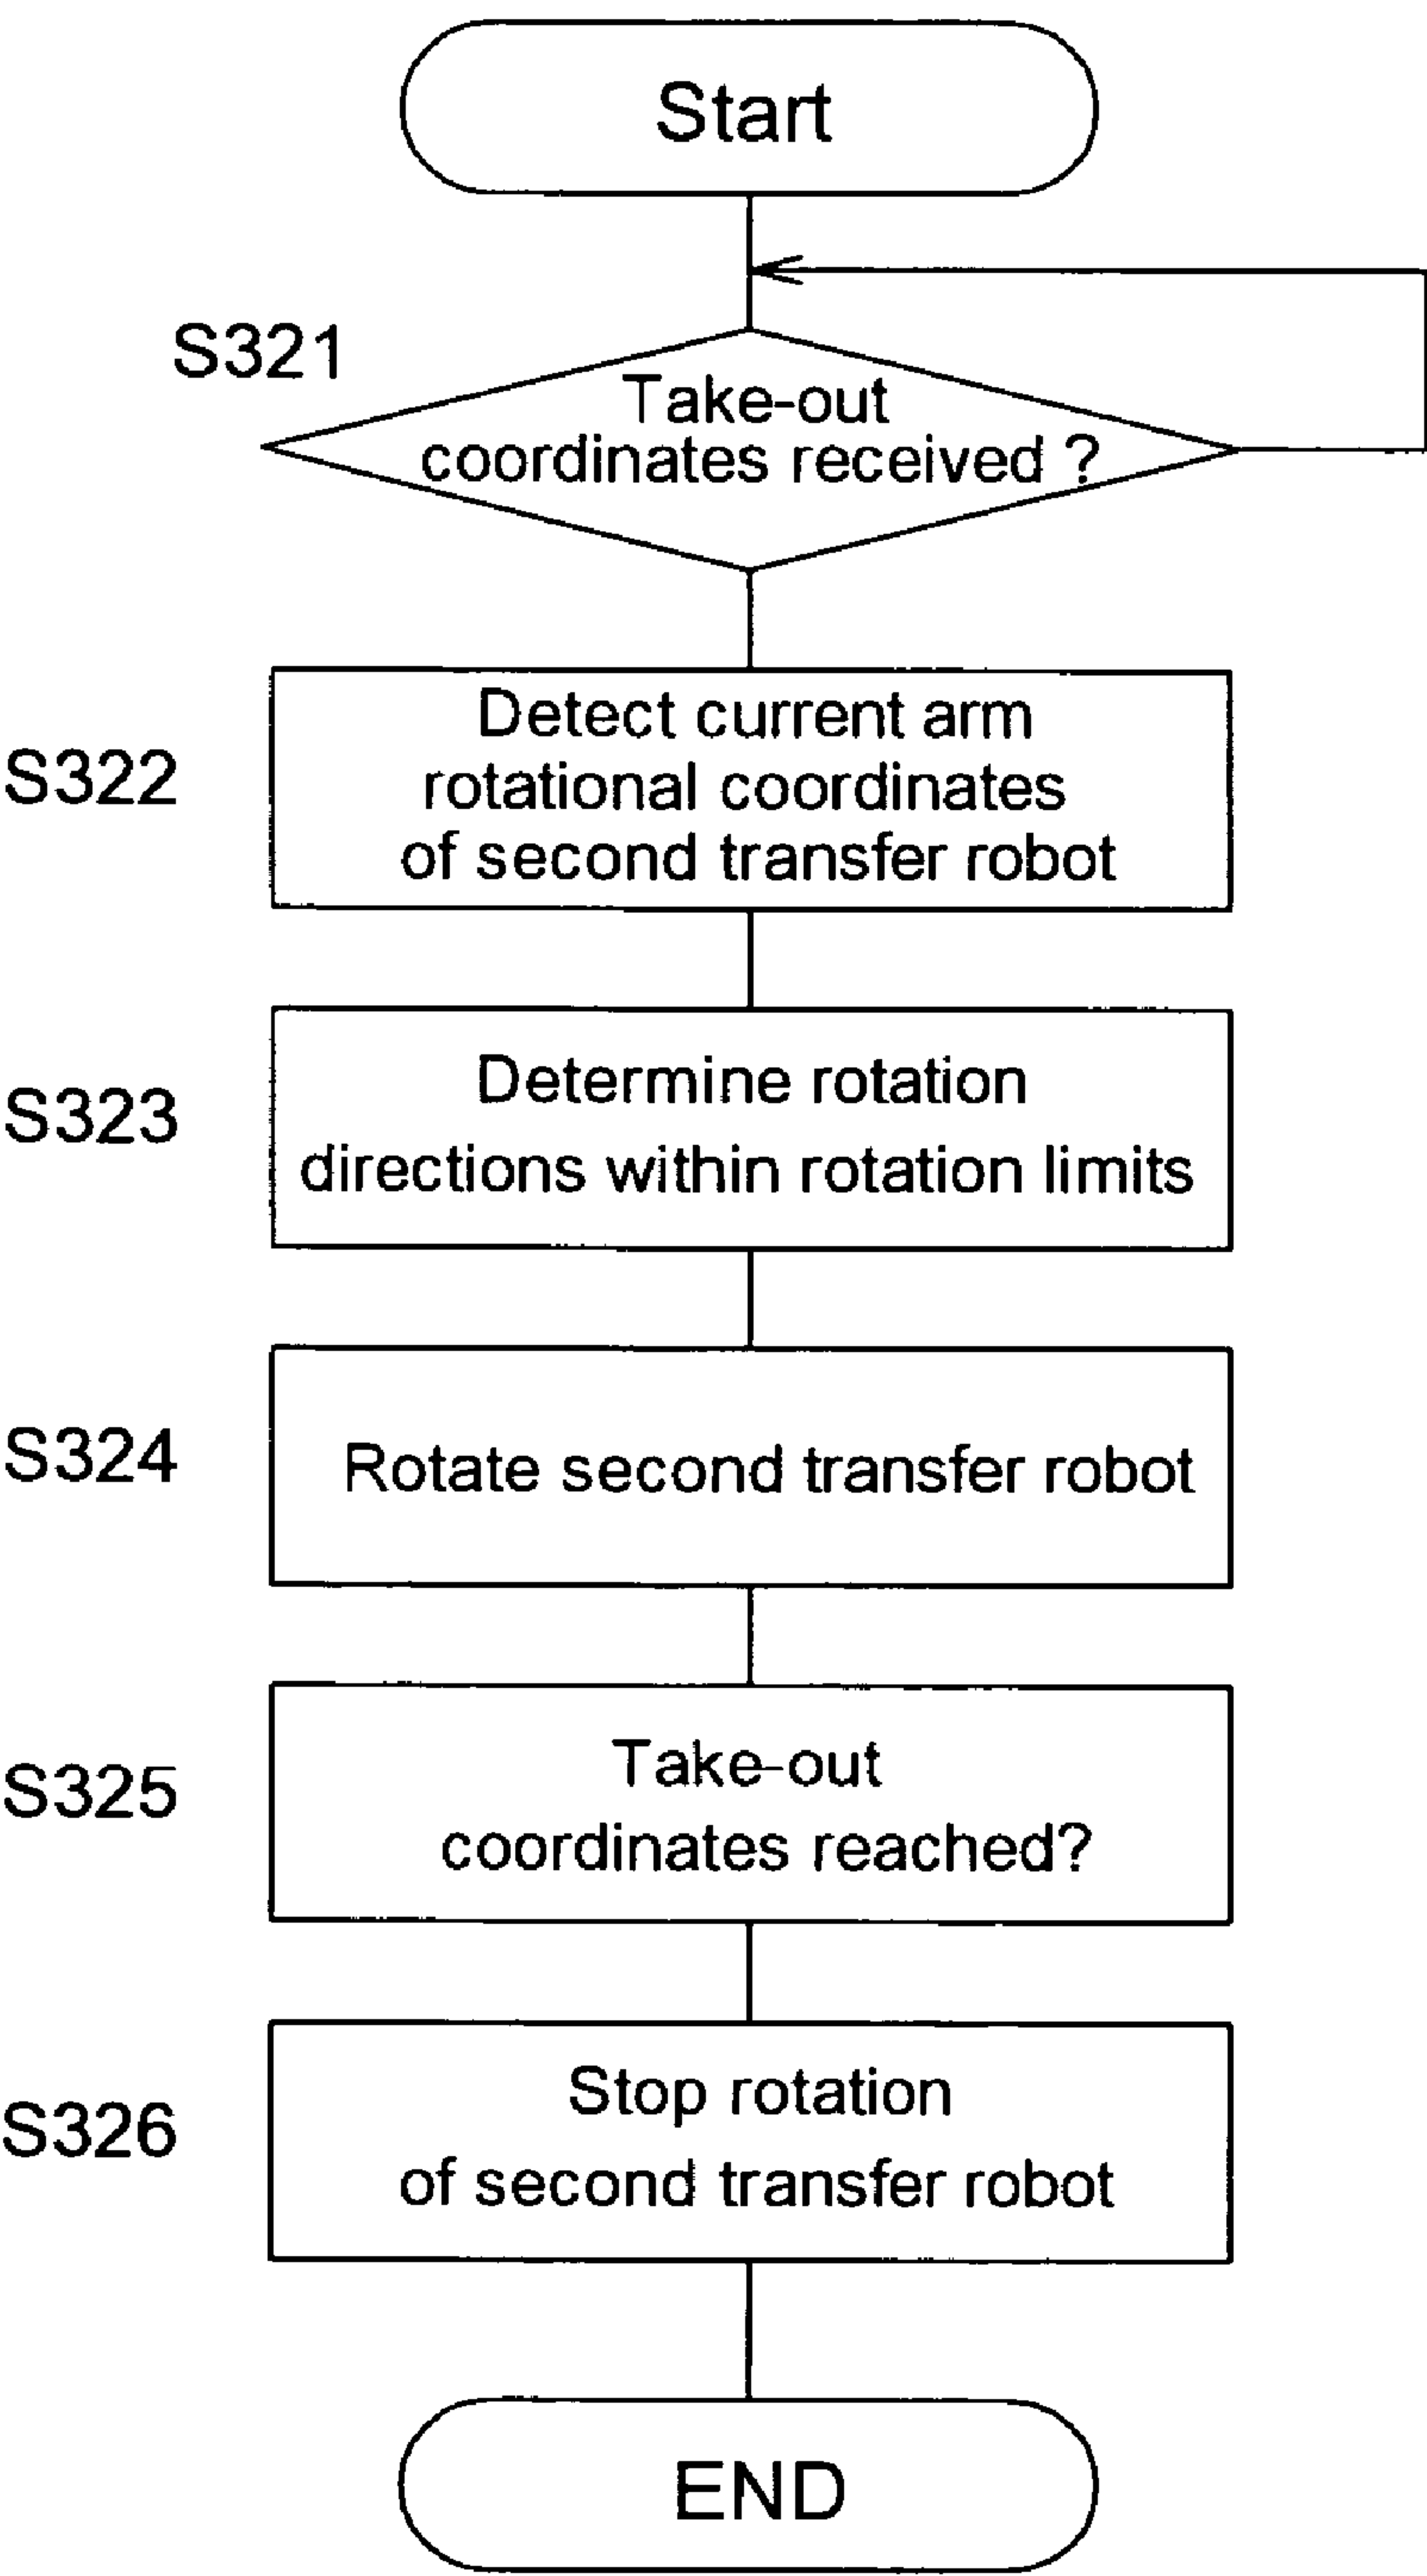 Start
S321
Take-out
coordinates received ?
S322
Detect current arm
rotational coordinates
of second transfer robot
S323
Determine rotation
directions within rotation limits
S324
Rotate second transfer robot
S325
Take-out
coordinates reached?
S326
Stop rotation
of second transfer robot
END